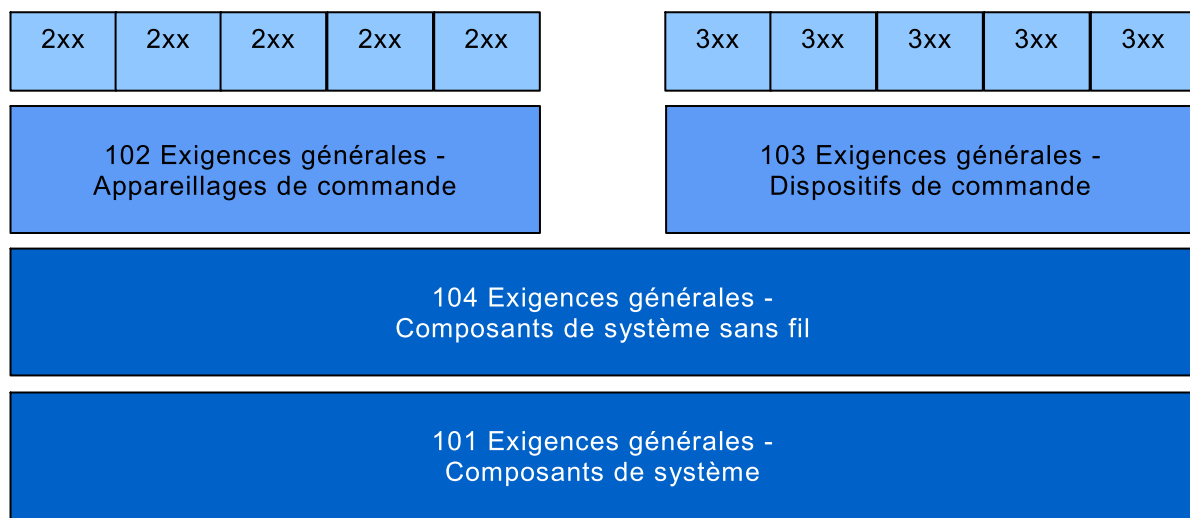 2xx 2xx 2xx 2xx 2xx 3xx 3xx 3xx 3xx 3xx
102 Exigences générales -
Appareillages de commande
103 Exigences générales -
Dispositifs de commande
104 Exigences générales -
Composants de système sans fil
101 Exigences générales -
Composants de système